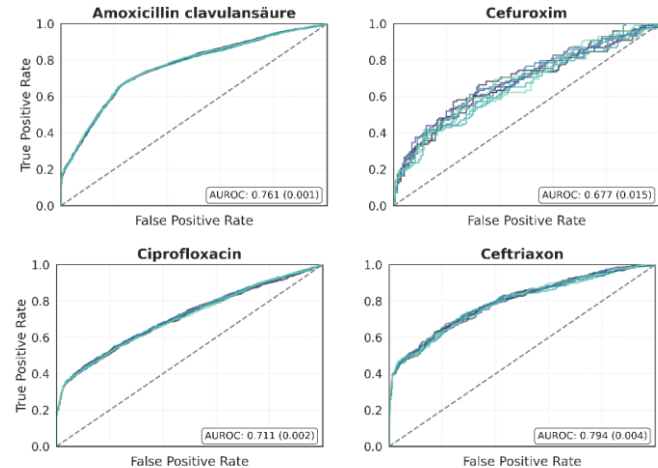 Amoxicillin clavulansäure
1.0
0.8
0.6
0.4
0.2
0.0
True Positive Rate
AUROC: 0.761 (0.001)
False Positive Rate
Cefuroxim
1.0
0.8
0.6
0.4
0.2
0.0
AUROC: 0.677 (0.015)
False Positive Rate
Ciprofloxacin
1.0
0.8
0.6
0.4
0.2
0.0
True Positive Rate
AUROC: 0.711 (0.002)
False Positive Rate
Ceftriaxon
1.0
0.8
0.6
0.4
0.2
0.0
AUROC: 0.794 (0.004)
False Positive Rate